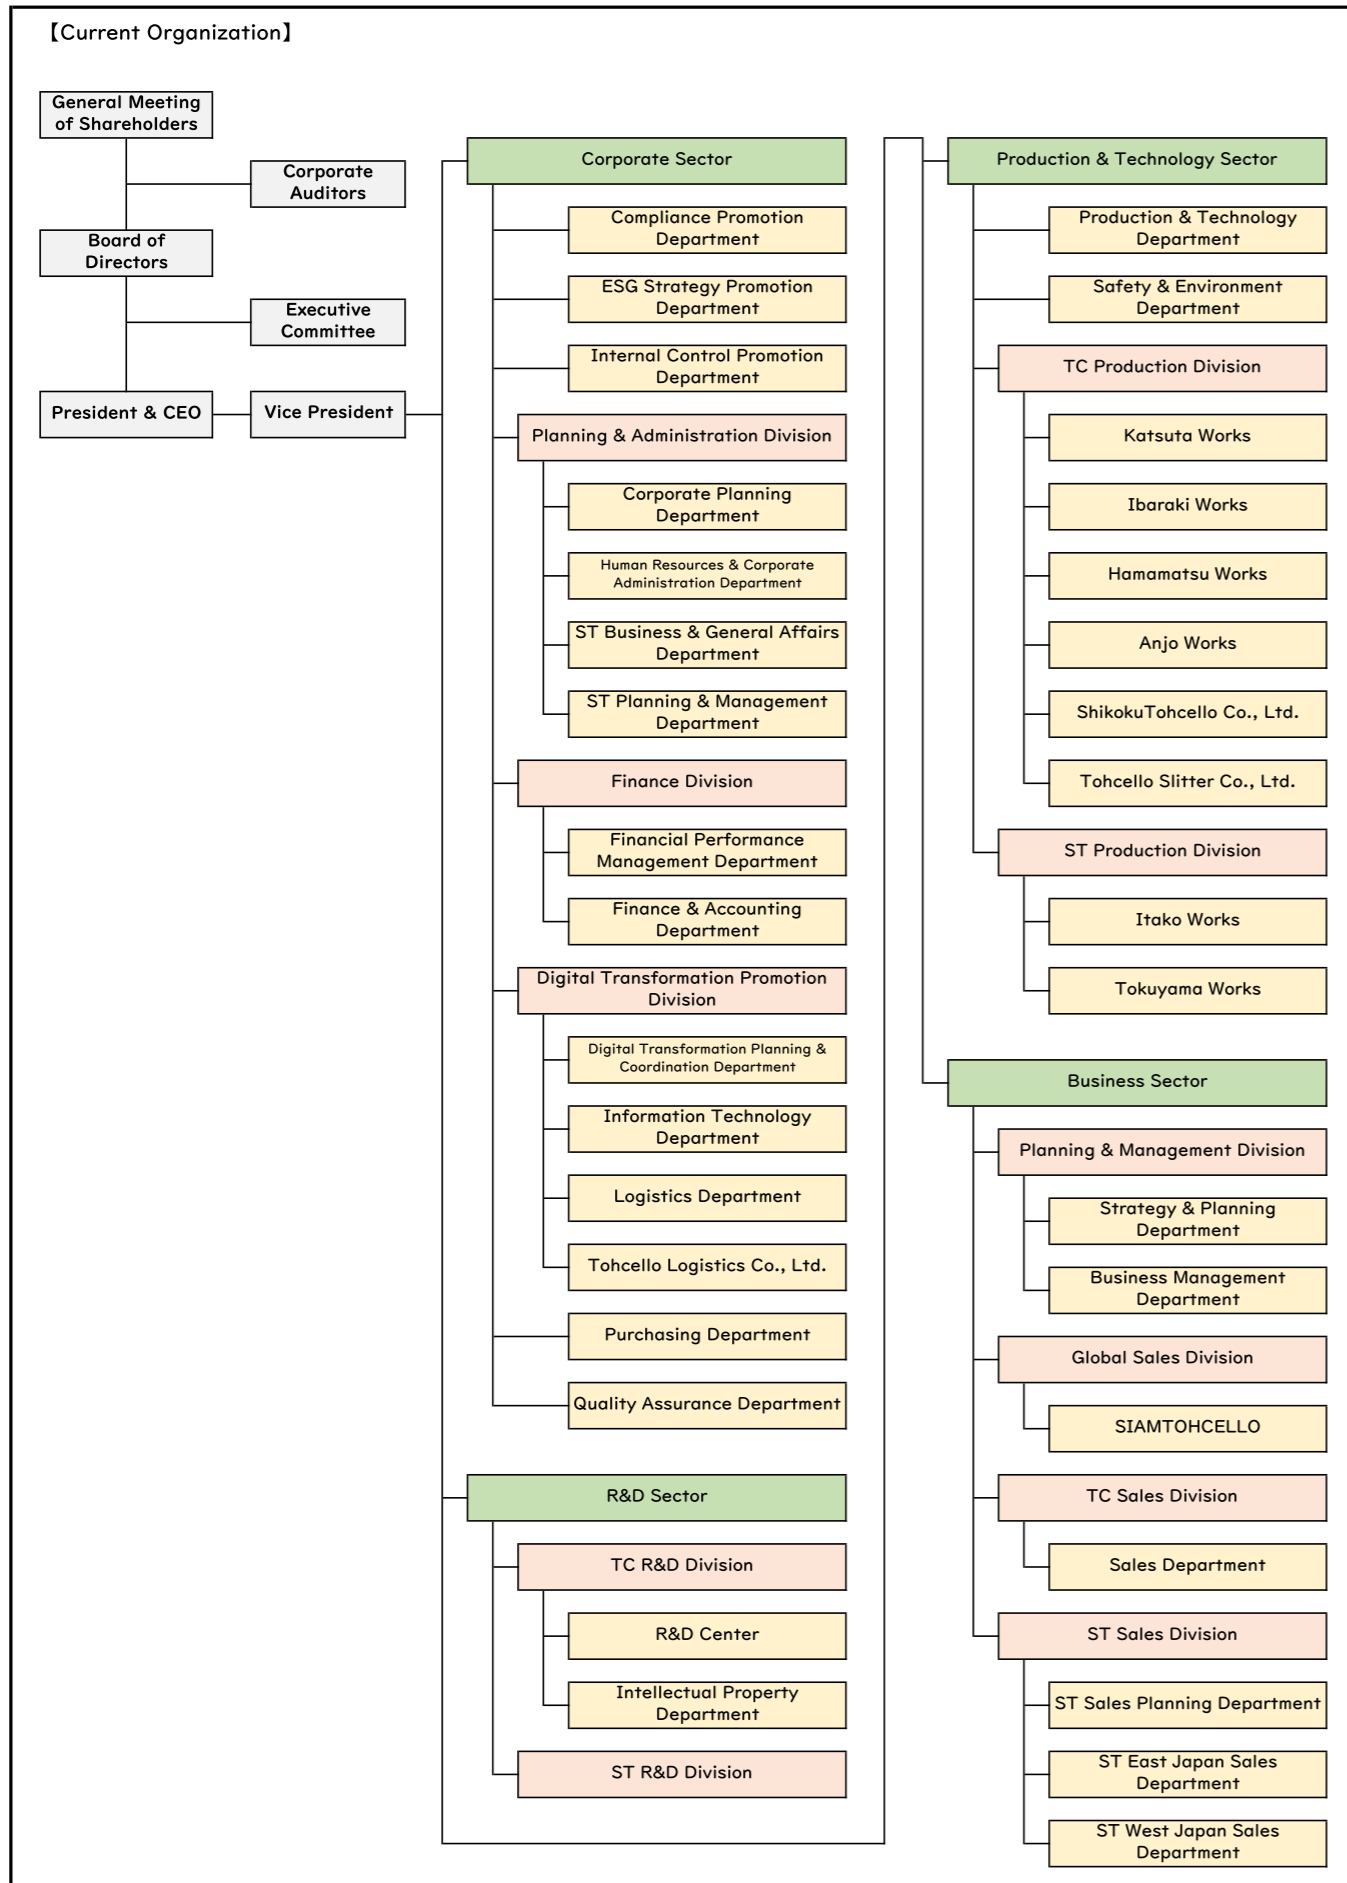 【Current Organization】
General Meeting
of Shareholders
Corporate
Auditors
Board of
Directors
Executive
Committee
President & CEO
Vice President
Corporate Sector
Compliance Promotion
Department
ESG Strategy Promotion
Department
Internal Control Promotion
Department
Planning & Administration Division
Corporate Planning
Department
Human Resources & Corporate
Administration Department
ST Business & General Affairs
Department
ST Planning & Management
Department
Finance Division
Financial Performance
Management Department
Finance & Accounting
Department
Digital Transformation Promotion
Division
Digital Transformation Planning &
Coordination Department
Information Technology
Department
Logistics Department
Tohcello Logistics Co., Ltd.
Purchasing Department
Quality Assurance Department
R&D Sector
TC R&D Division
R&D Center
Intellectual Property
Department
ST R&D Division
Production & Technology Sector
Production & Technology
Department
Safety & Environment
Department
TC Production Division
Katsuta Works
Ibaraki Works
Hamamatsu Works
Anjo Works
ShikokuTohcello Co., Ltd.
Tohcello Slitter Co., Ltd.
ST Production Division
Itako Works
Tokuyama Works
Business Sector
Planning & Management Division
Strategy & Planning
Department
Business Management
Department
Global Sales Division
SIAMTOHCELLO
TC Sales Division
Sales Department
ST Sales Division
ST Sales Planning Department
ST East Japan Sales
Department
ST West Japan Sales
Department